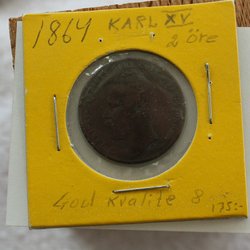 1864 KARL XV
2 öre
God kvalite 8
175:-